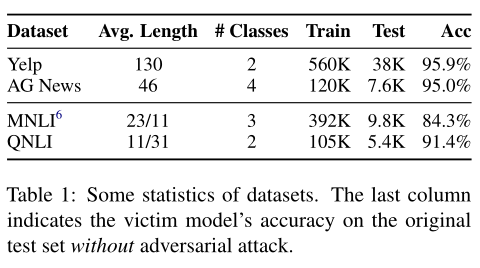 Dataset Avg. Length # Classes Train Test Acc
Yelp 130 2 560K 38K 95.9%
AG News 46 4 120K 7.6K 95.0%
MNLI6 23/11 3 392K 9.8K 84.3%
QNLI 11/31 2 105K 5.4K 91.4%
Table 1: Some statistics of datasets. The last column
indicates the victim model's accuracy on the original
test set without adversarial attack.